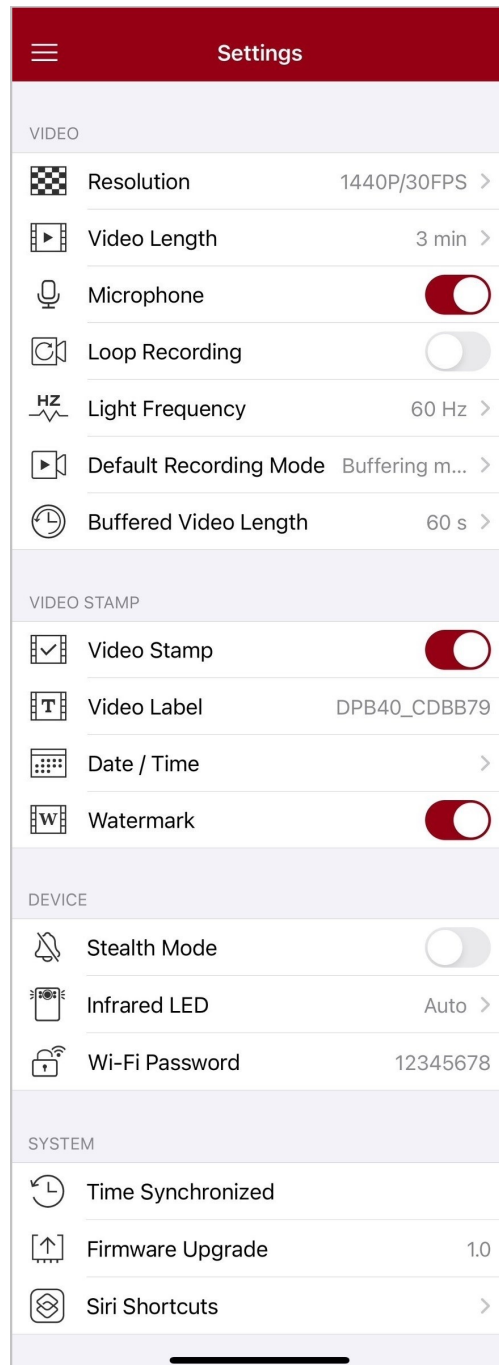 Settings
VIDEO
Resolution 1440P/30FPS
Video Length 3 min
Microphone
Loop Recording
HZ Light Frequency 60 Hz
Default Recording Mode Buffering m...
Buffered Video Length 60 s
VIDEO STAMP
Video Stamp
T Video Label DPB40_CDBB79
Date / Time
W Watermark
DEVICE
Stealth Mode
Infrared LED Auto
Wi-Fi Password 12345678
SYSTEM
Time Synchronized
Firmware Upgrade 1.0
Siri Shortcuts